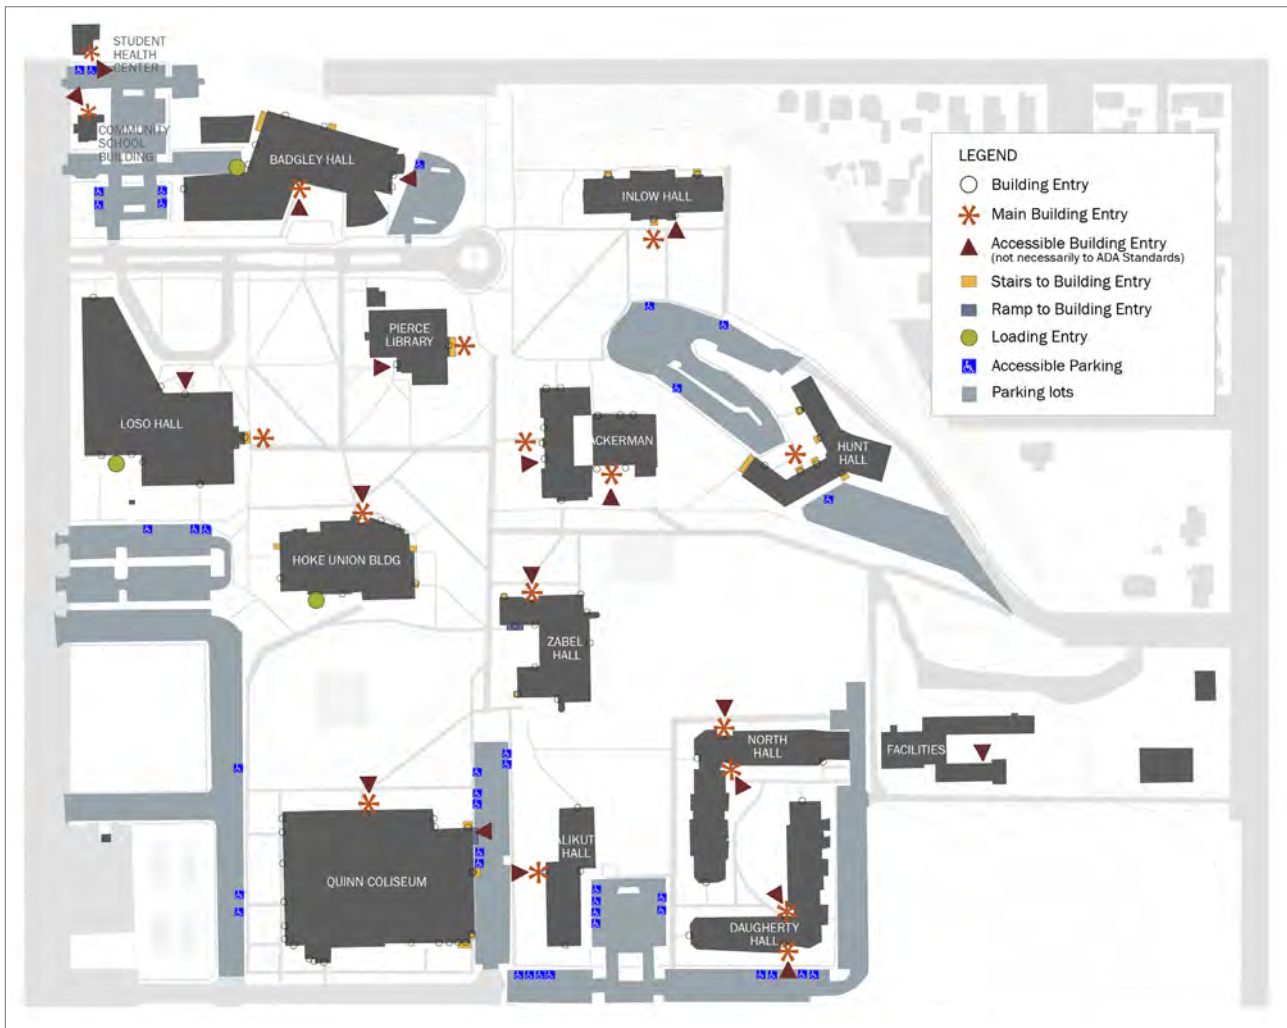 STUDENT
HEALTH
CENTER
COMMUNITY
SCHOOL
BUILDING
BADGLEY HALL
INLOW HALL
LEGEND
Building Entry
Main Building Entry
Accessible Building Entry
(not necessarily to ADA Standards)
Stairs to Building Entry
Ramp to Building Entry
Loading Entry
Accessible Parking
Parking lots
PIERCE
LIBRARY
LOSO HALL
ACKERMAN
HUNT
HALL
HOKE UNION BLDG
ZABEL
HALL
NORTH
HALL
FACILITIES
ALIKUT
HALL
QUINN COLISEUM
DAUGHERTY
HALL